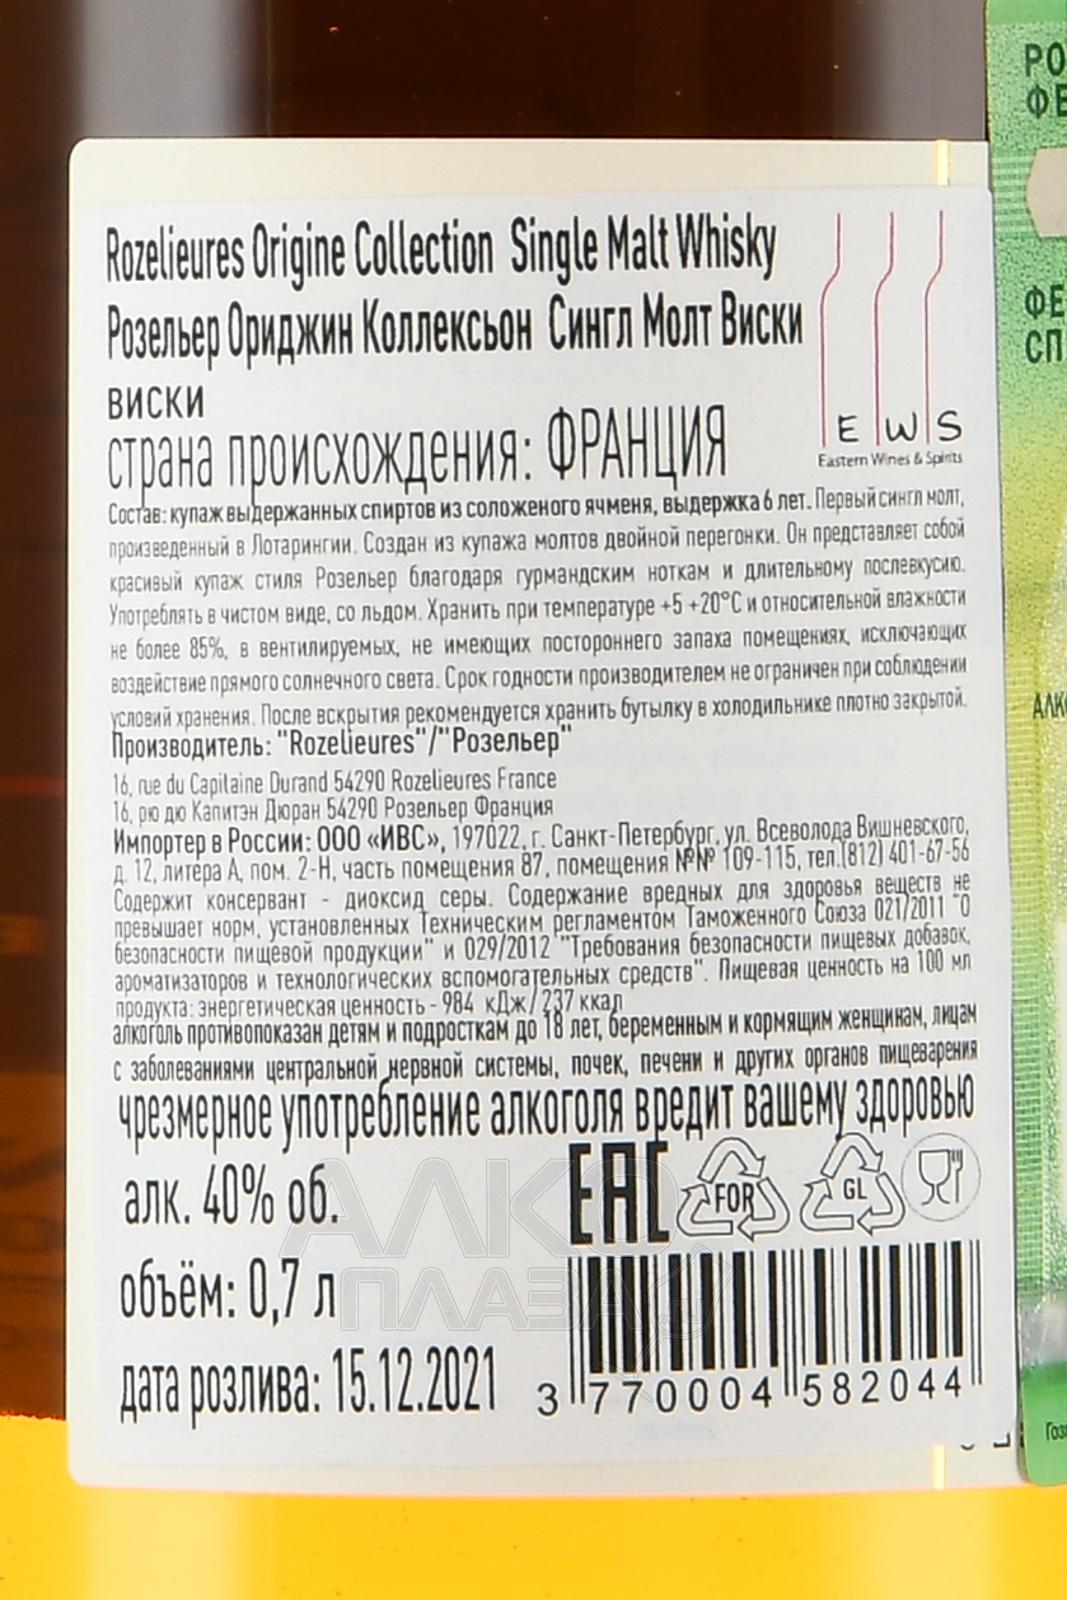 Rozelieures Origine Collection Single Malt Whisky
Розельер Ориджин Коллексьон Сингл Молт Виски
виски
страна происхождения: ФРАНЦИЯ
E W S
Eastern Wines & Spirits
Состав: купаж выдержанных спиртов из соложеного ячменя, выдержка 6 лет. Первый сингл молт,
произведенный в Лотарингии. Создан из купажа молтов двойной перегонки. Он представляет собой
красивый купаж стиля Розельер благодаря гурмандским ноткам и длительному послевкусию.
Употреблять в чистом виде, со льдом. Хранить при температуре +5 +20°C и относительной влажности
не более 85%, в вентилируемых, не имеющих постороннего запаха помещениях, исключающих
воздействие прямого солнечного света. Срок годности производителем не ограничен при соблюдении
условий хранения. После вскрытия рекомендуется хранить бутылку в холодильнике плотно закрытой.
Производитель: "Rozelieures"/"Розельер"
16, rue du Capitaine Durand 54290 Rozelieures France
16, рю дю Капитэн Дюран 54290 Розельер Франция
Импортер в России: ООО «ИВС», 197022, г. Санкт-Петербург, ул. Всеволода Вишневского,
д. 12, литера А, пом. 2-Н, часть помещения 87, помещения №№ 109-115, тел.(812) 401-67-56
Содержит консервант - диоксид серы. Содержание вредных для здоровья веществ не
превышает норм, установленных Техническим регламентом Таможенного Союза 021/2011 "О
безопасности пищевой продукции" и 029/2012 "Требования безопасности пищевых добавок,
ароматизаторов и технологических вспомогательных средств". Пищевая ценность на 100 мл
продукта: энергетическая ценность - 984 кДж/237 ккал
алкоголь противопоказан детям и подросткам до 18 лет, беременным и кормящим женщинам, лицам
с заболеваниями центральной нервной системы, почек, печени и других органов пищеварения
чрезмерное употребление алкоголя вредит вашему здоровью
алк. 40% об.
EAC
FOR
GL
объём: 0,7 л
дата розлива: 15.12.2021
3 770004 582044
АЛКО
ПЛАЗА.ru
РО
ФЕ
ФЕ
СП
АЛК
Гоз